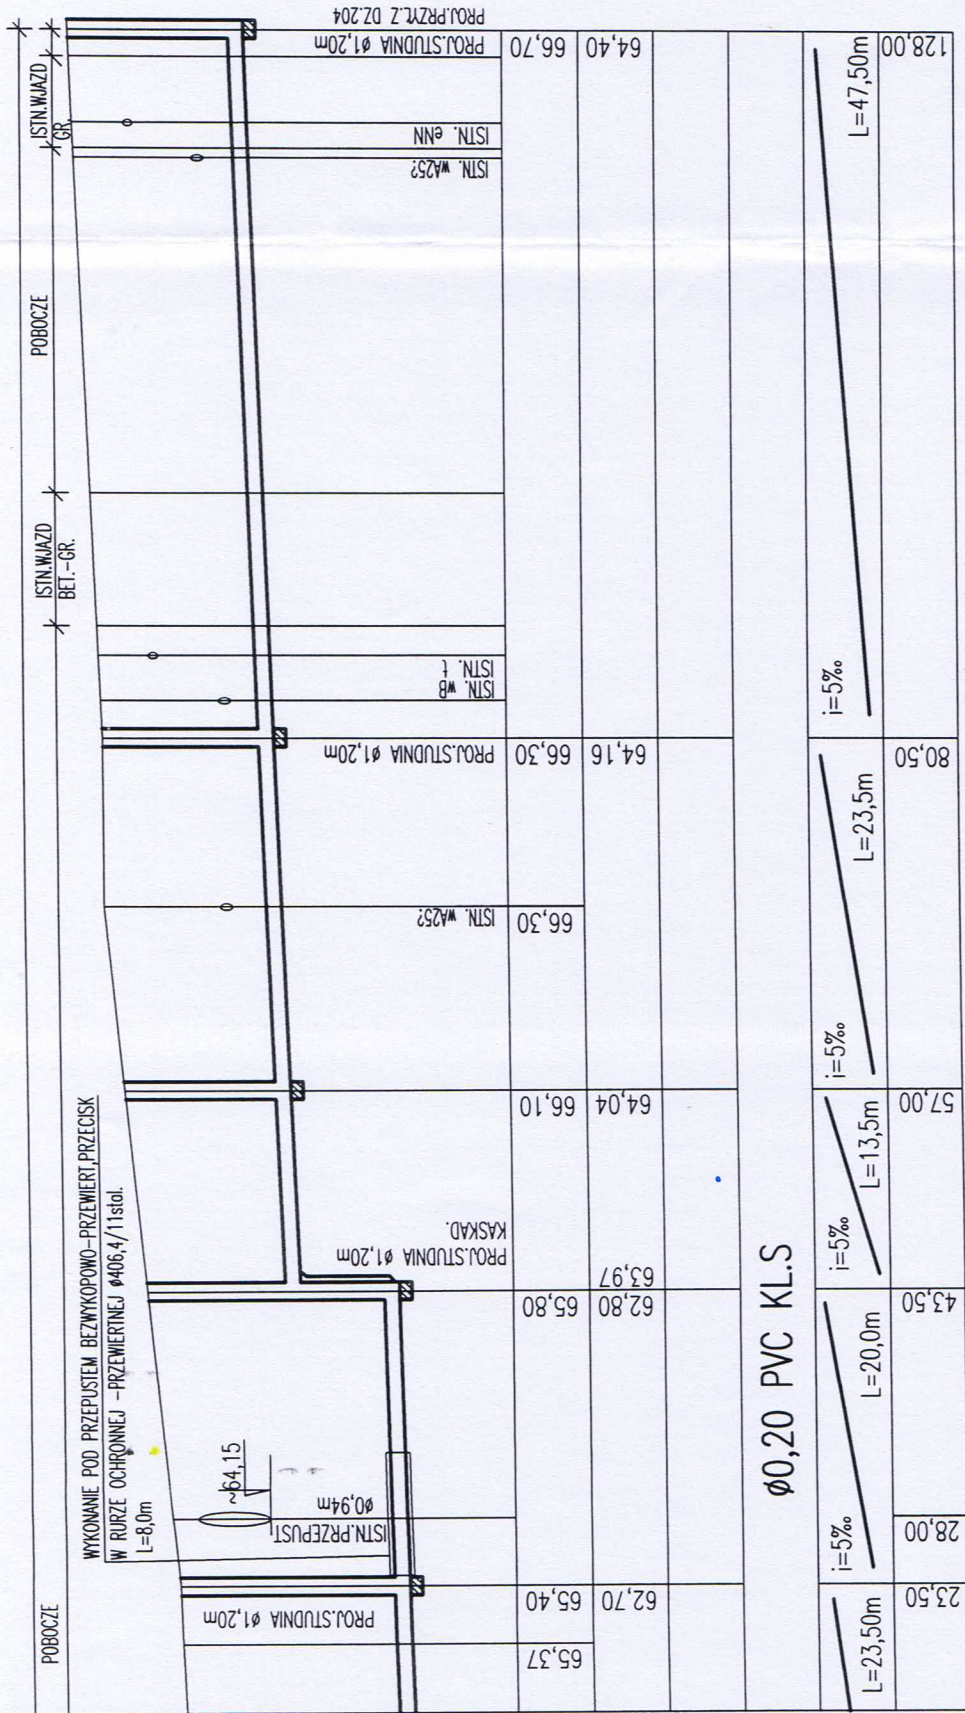 POBOCZE
ISTN.WJAZD
BET.-GR.
POBOCZE
ISTN.WJAZD
GR.
WYKONANIE POD PRZEPUSTEM BEZWYKOPOWO-PRZEWIERT,PRZECISK
W RURZE OCHRONNEJ -PRZEWIERTNEJ ø406,4/11stal.
L=8,0m
~64,15
ISTN.PRZEPUST
ø0,94m
PROJ.STUDNIA ø1,20m
PROJ.STUDNIA ø1,20m
KASKAD.
ISTN. wA25?
PROJ.STUDNIA ø1,20m
ISTN. wB
ISTN. t
ISTN. wA25?
ISTN. eNN
PROJ.STUDNIA ø1,20m
PROJ.PRZYŁ.Z DZ.204
65,37
65,40
65,80
66,10
66,30
66,30
66,70
62,70
62,80
63,97
64,04
64,16
64,40
ø0,20 PVC KL.S
L=23,50m
i=5‰
L=20,0m
i=5‰
L=13,5m
i=5‰
L=23,5m
i=5‰
L=47,50m
23,50
28,00
43,50
57,00
80,50
128,00